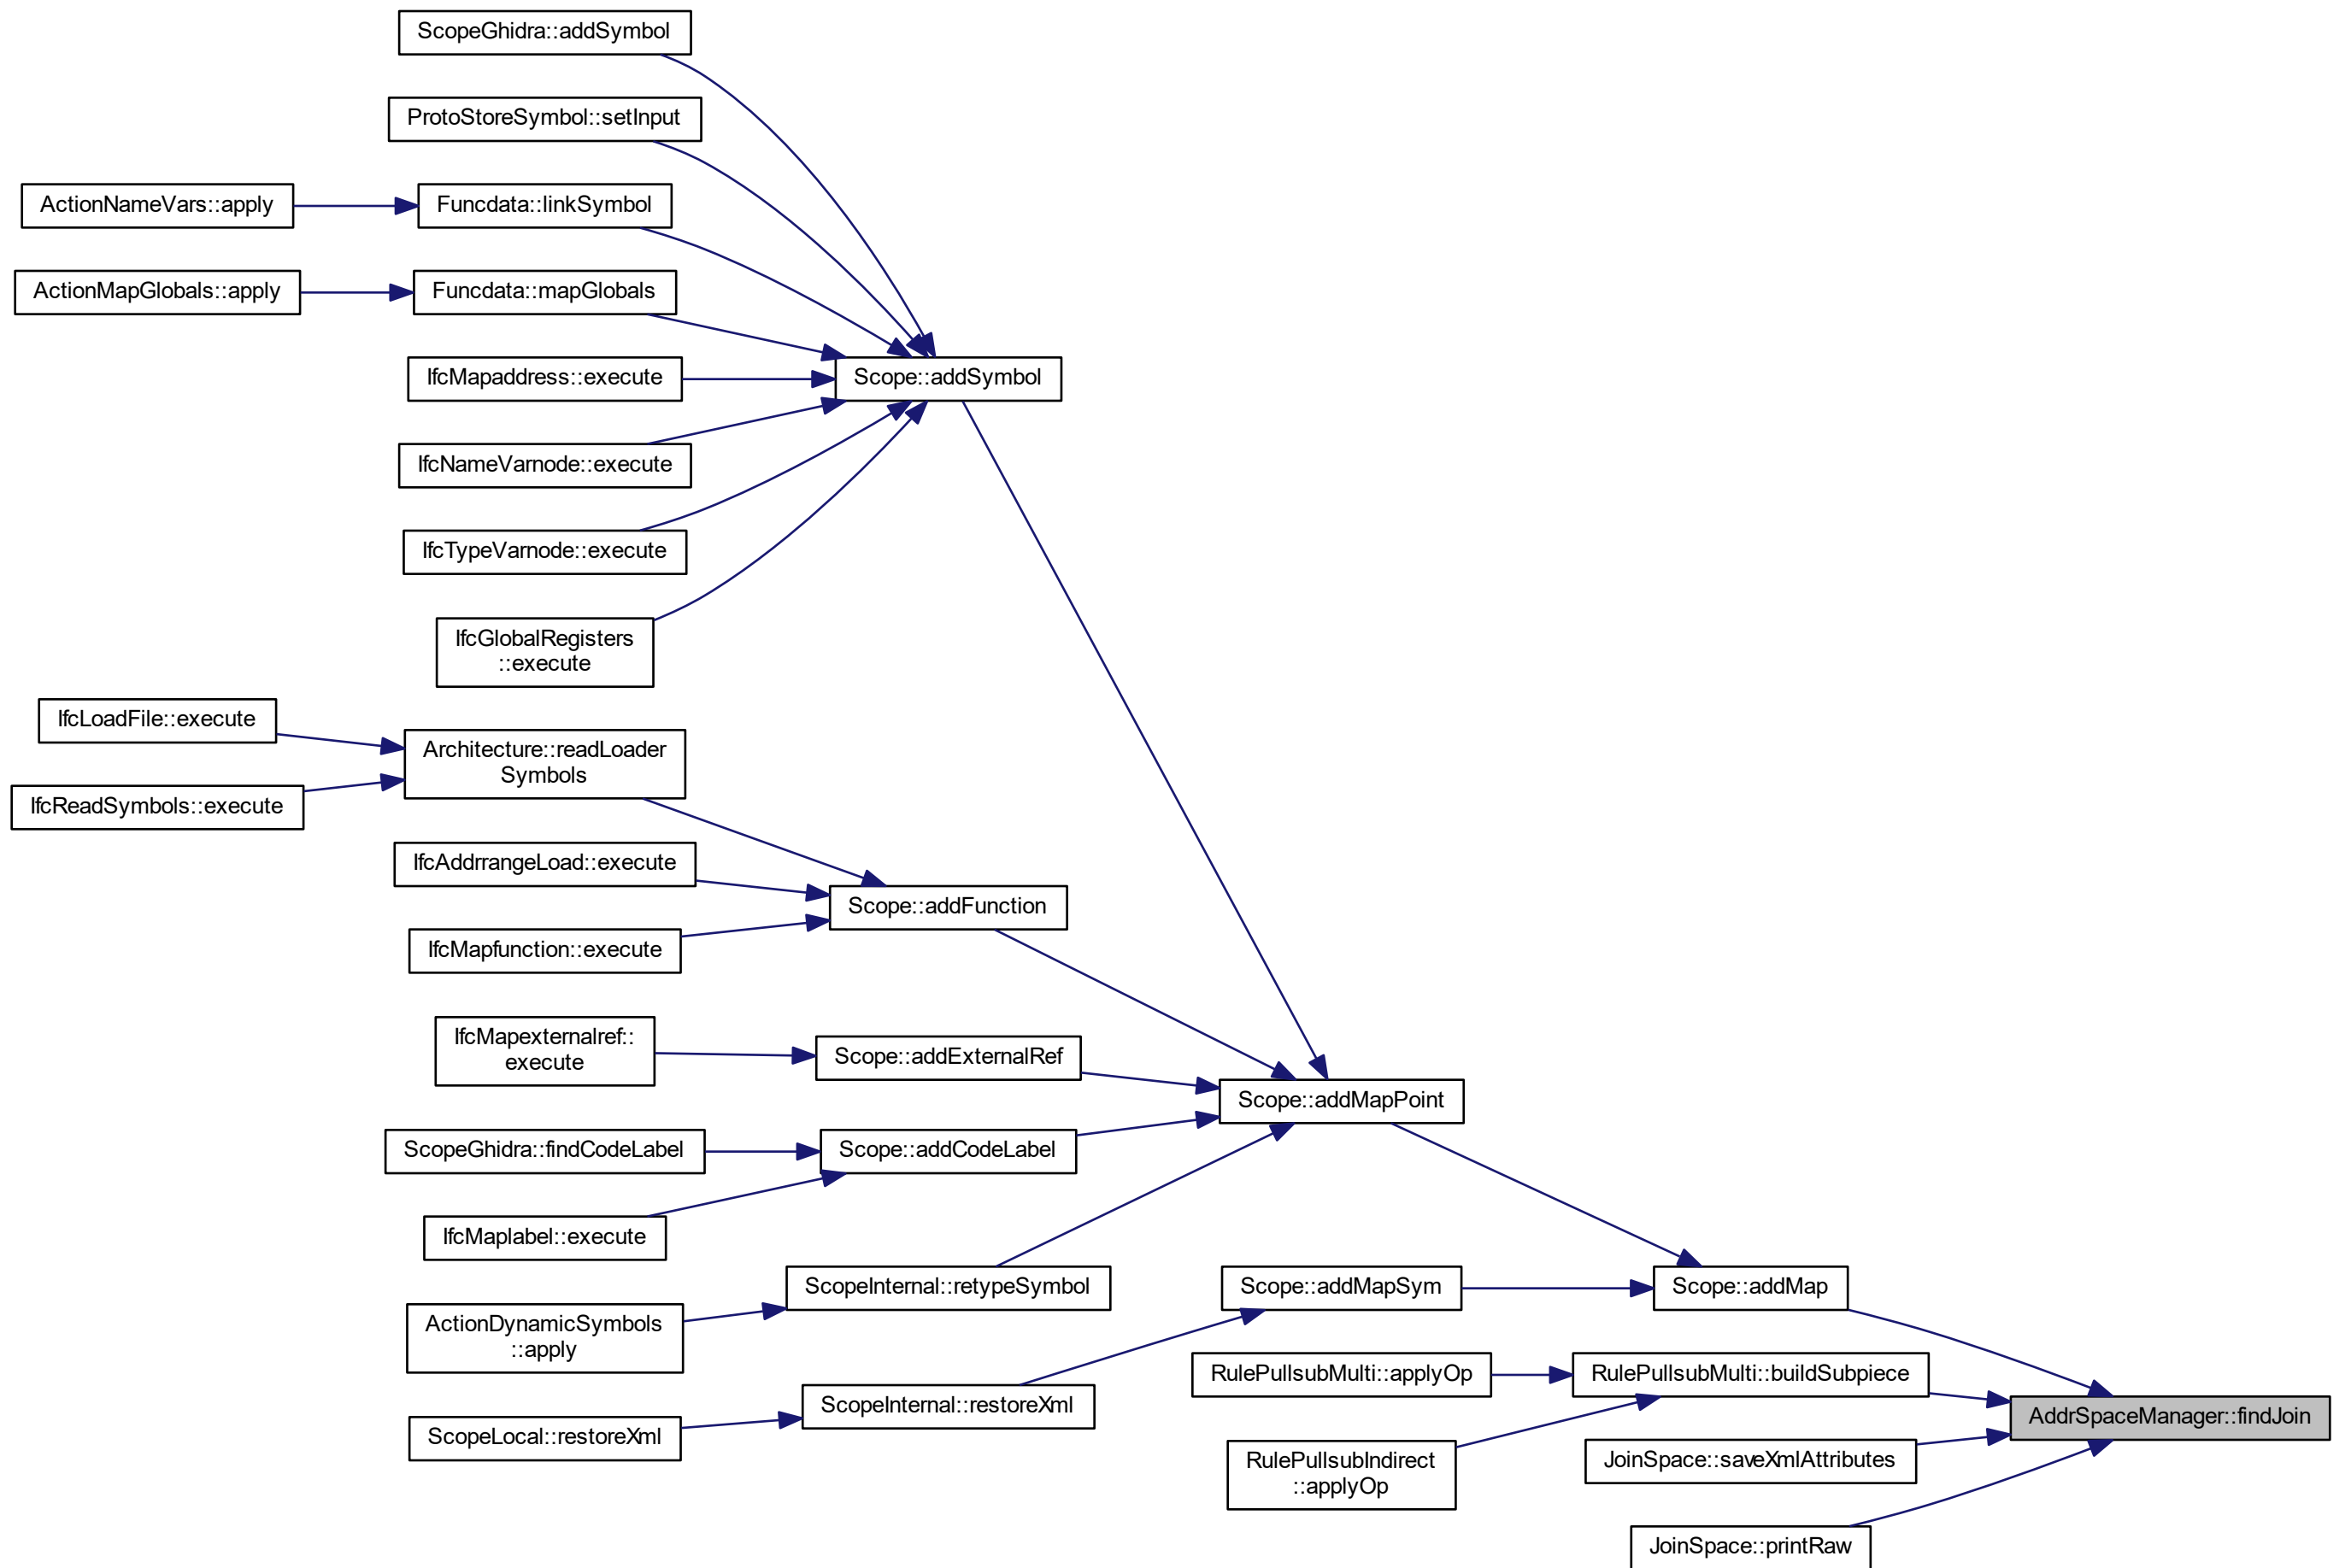 ScopeGhidra::addSymbol
ProtoStoreSymbol::setInput
ActionNameVars::apply
Funcdata::linkSymbol
ActionMapGlobals::apply
Funcdata::mapGlobals
IfcMapaddress::execute
Scope::addSymbol
IfcNameVarnode::execute
IfcTypeVarnode::execute
IfcGlobalRegisters
::execute
IfcLoadFile::execute
Architecture::readLoader
Symbols
IfcReadSymbols::execute
IfcAddrrangeLoad::execute
Scope::addFunction
IfcMapfunction::execute
IfcMapexternalref::
execute
Scope::addExternalRef
Scope::addMapPoint
ScopeGhidra::findCodeLabel
Scope::addCodeLabel
IfcMaplabel::execute
ScopeInternal::retypeSymbol
Scope::addMapSym
Scope::addMap
ActionDynamicSymbols
::apply
RulePullsubMulti::applyOp
RulePullsubMulti::buildSubpiece
ScopeInternal::restoreXml
AddrSpaceManager::findJoin
ScopeLocal::restoreXml
RulePullsubIndirect
::applyOp
JoinSpace::saveXmlAttributes
JoinSpace::printRaw